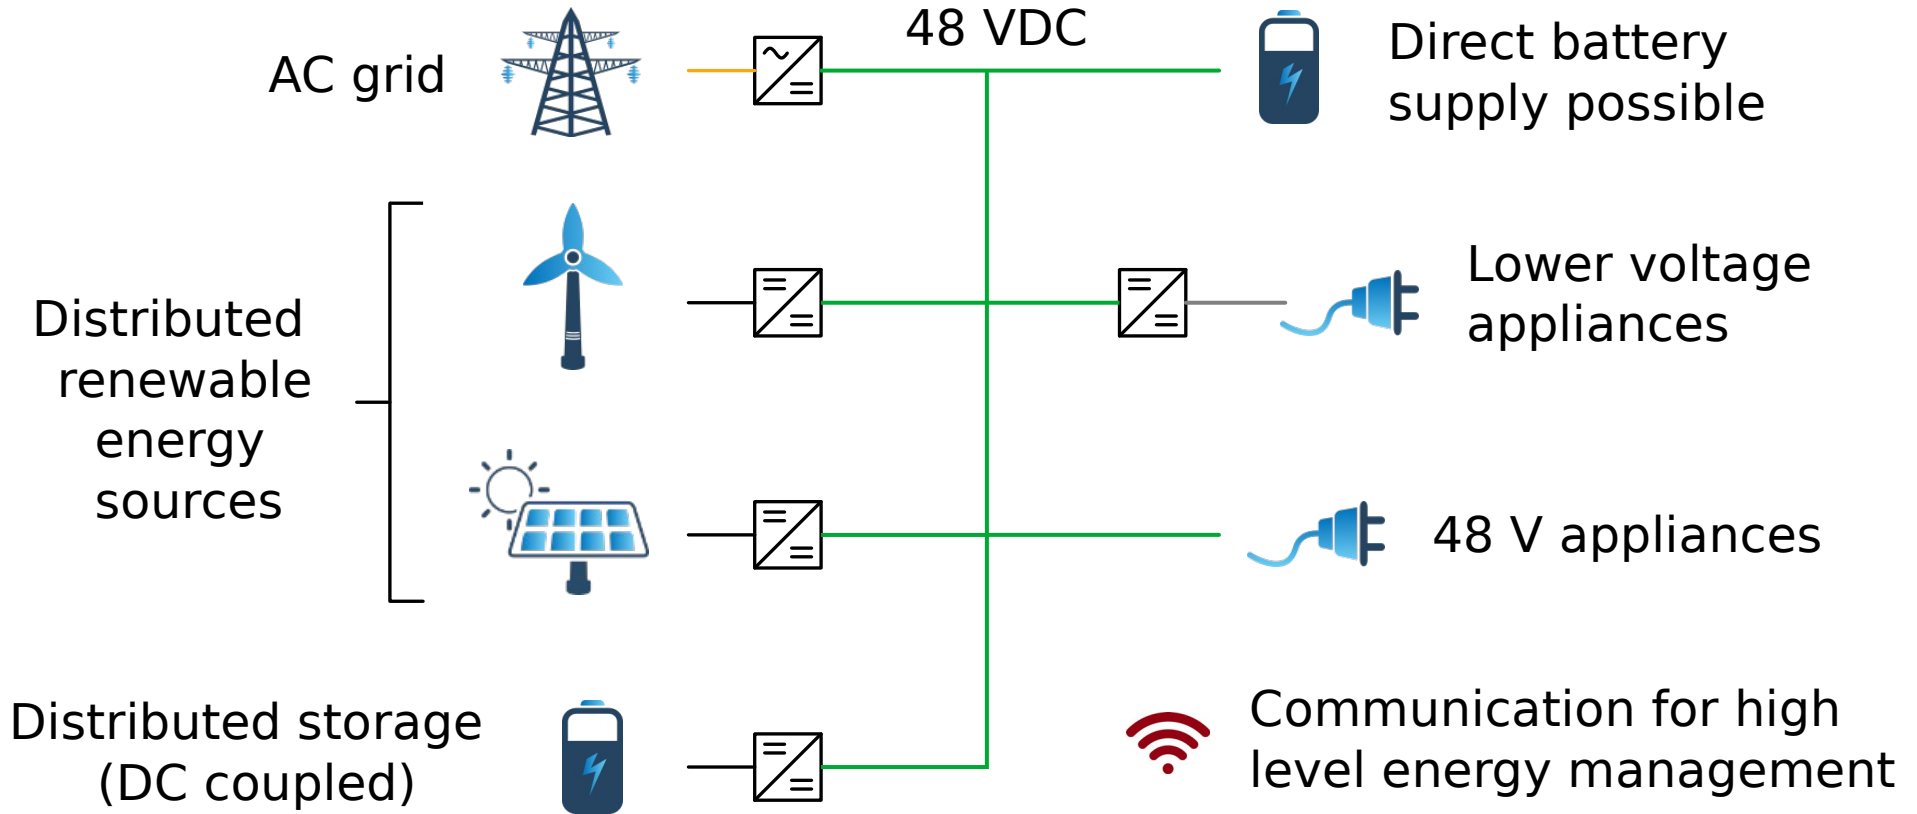 AC grid
48 VDC
Direct battery
supply possible
Distributed
renewable
energy
sources
Lower voltage
appliances
48 V appliances
Distributed storage
(DC coupled)
Communication for high
level energy management